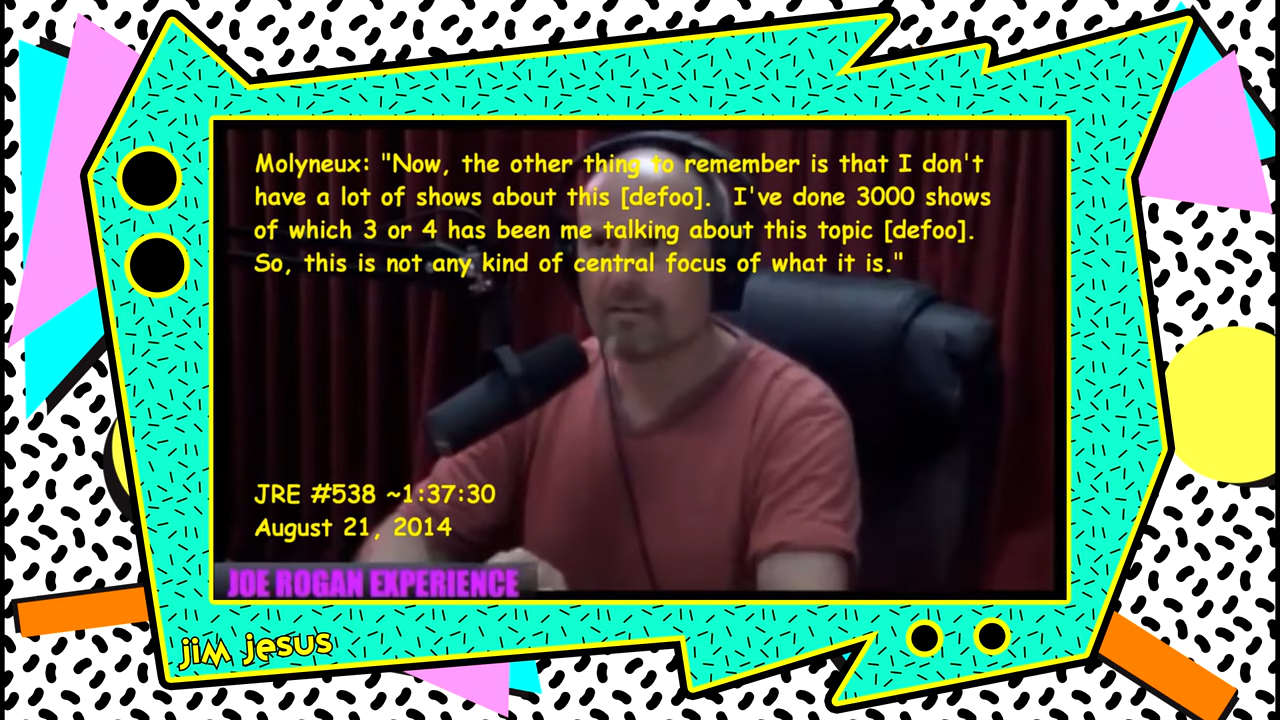 Molyneux: "Now, the other thing to remember is that I don't
have a lot of shows about this [defoo].  I've done 3000 shows
of which 3 or 4 has been me talking about this topic [defoo].
So, this is not any kind of central focus of what it is."
JRE #538 ~1:37:30
August 21, 2014
JOE ROGAN EXPERIENCE
jiM jesus